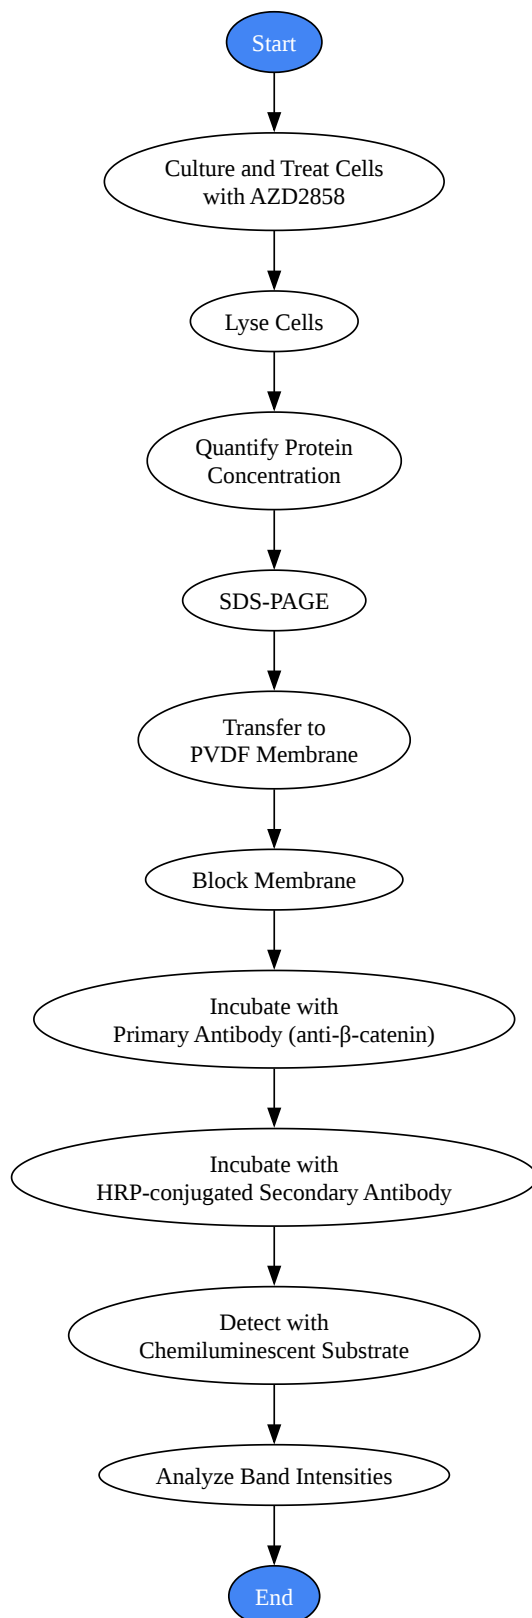 Start
Culture and Treat Cells
with AZD2858
Lyse Cells
Quantify Protein
Concentration
SDS-PAGE
Transfer to
PVDF Membrane
Block Membrane
Incubate with
Primary Antibody (anti-β-catenin)
Incubate with
HRP-conjugated Secondary Antibody
Detect with
Chemiluminescent Substrate
Analyze Band Intensities
End